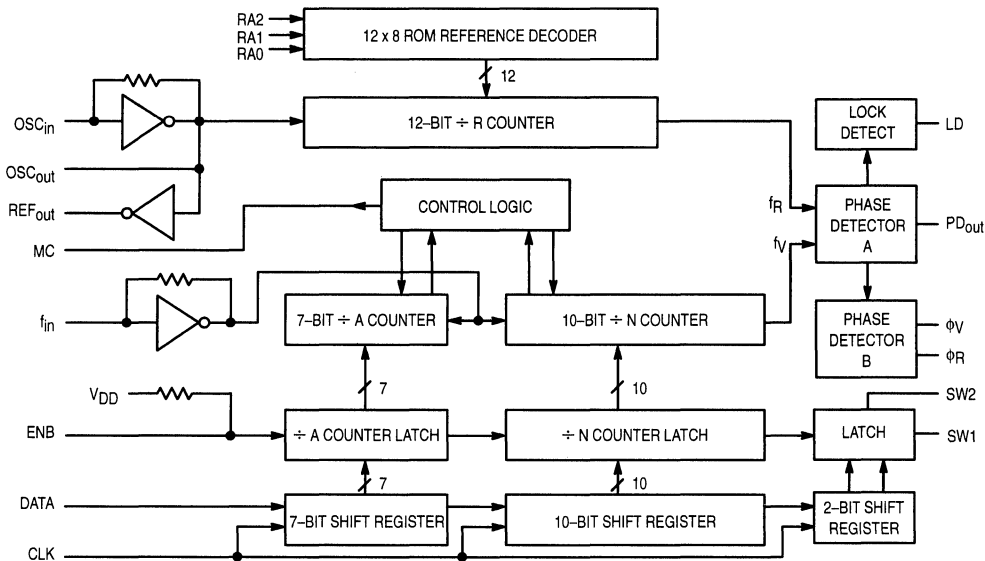 RA2
RA1
RA0
12 x 8 ROM REFERENCE DECODER
12
OSCin
12–BIT ÷ R COUNTER
LOCK
DETECT
LD
OSCout
REFout
CONTROL LOGIC
MC
fR
PHASE
DETECTOR
A
PDout
fV
fin
7-BIT ÷ A COUNTER
10–BIT ÷ N COUNTER
PHASE
DETECTOR
B
ϕV
ϕR
7
10
VDD
ENB
÷ A COUNTER LATCH
÷ N COUNTER LATCH
LATCH
SW2
SW1
7
10
DATA
7–BIT SHIFT REGISTER
10–BIT SHIFT REGISTER
2–BIT SHIFT
REGISTER
CLK